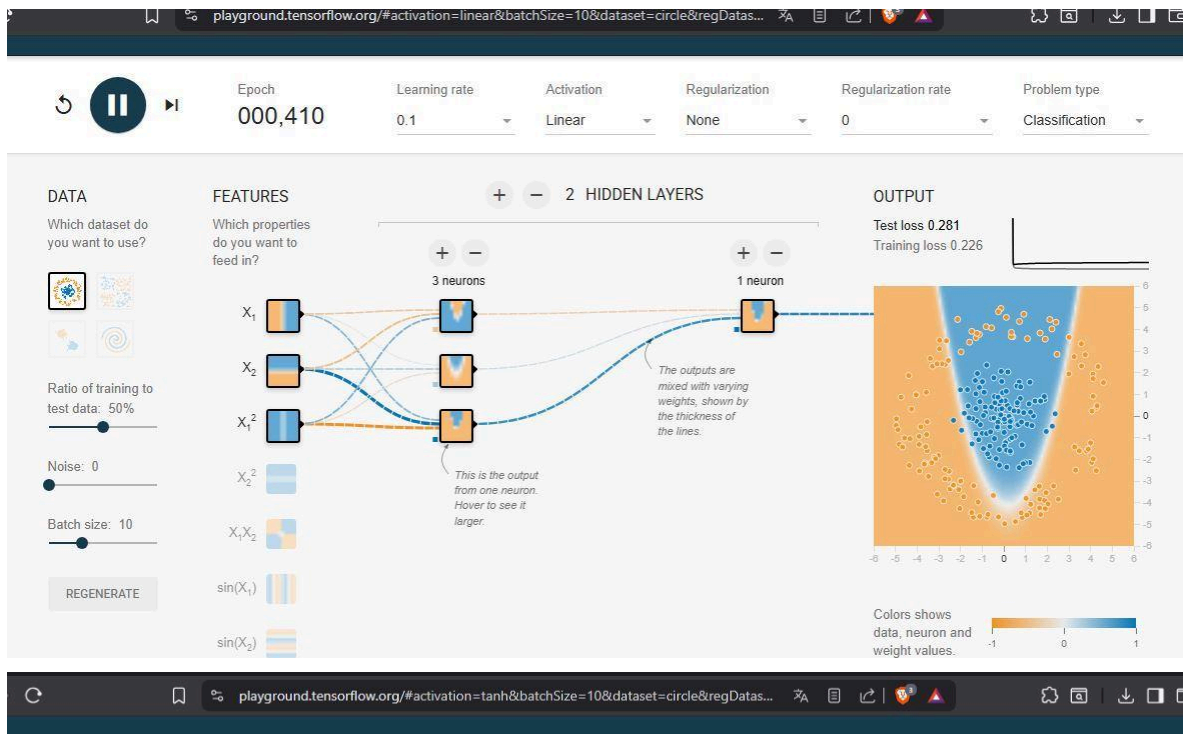 playground.tensorflow.org/#activation=linear&batchSize=10&dataset=circle&regDatas...
Epoch
000,410
Learning rate
0.1
Activation
Linear
Regularization
None
Regularization rate
0
Problem type
Classification
DATA
Which dataset do
you want to use?
Ratio of training to
test data: 50%
Noise: 0
Batch size: 10
REGENERATE
FEATURES
Which properties
do you want to
feed in?
X₁
X₂
X₁²
X₂²
X₁X₂
sin(X₁)
sin(X₂)
+ − 2 HIDDEN LAYERS
+ −
3 neurons
This is the output
from one neuron.
Hover to see it
larger.
+ −
1 neuron
The outputs are
mixed with varying
weights, shown by
the thickness of
the lines.
OUTPUT
Test loss 0.281
Training loss 0.226
6
5
4
3
2
1
0
-1
-2
-3
-4
-5
-6
-6 -5 -4 -3 -2 -1 0 1 2 3 4 5 6
Colors shows
data, neuron and
weight values.
-1 0 1
playground.tensorflow.org/#activation=tanh&batchSize=10&dataset=circle&regDatas...
3